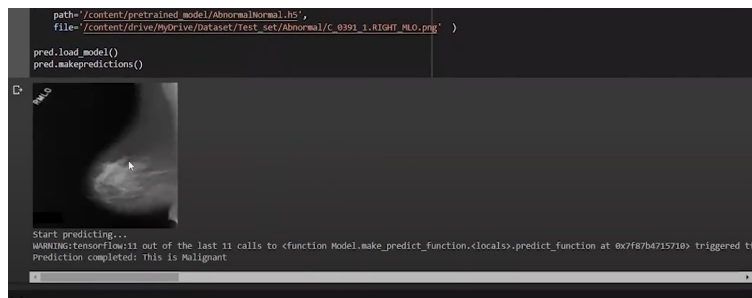 path='/content/pretrained_model/AbnormalNormal.h5',
file='/content/drive/MyDrive/Dataset/Test_set/Abnormal/C_0391_1.RIGHT_MLO.png' )
pred.load_model()
pred.makepredictions()
RMLO
Start predicting...
WARNING:tensorflow:11 out of the last 11 calls to <function Model.make_predict_function.<locals>.predict_function at 0x7f87b4715710> triggered
Prediction completed: This is Malignant